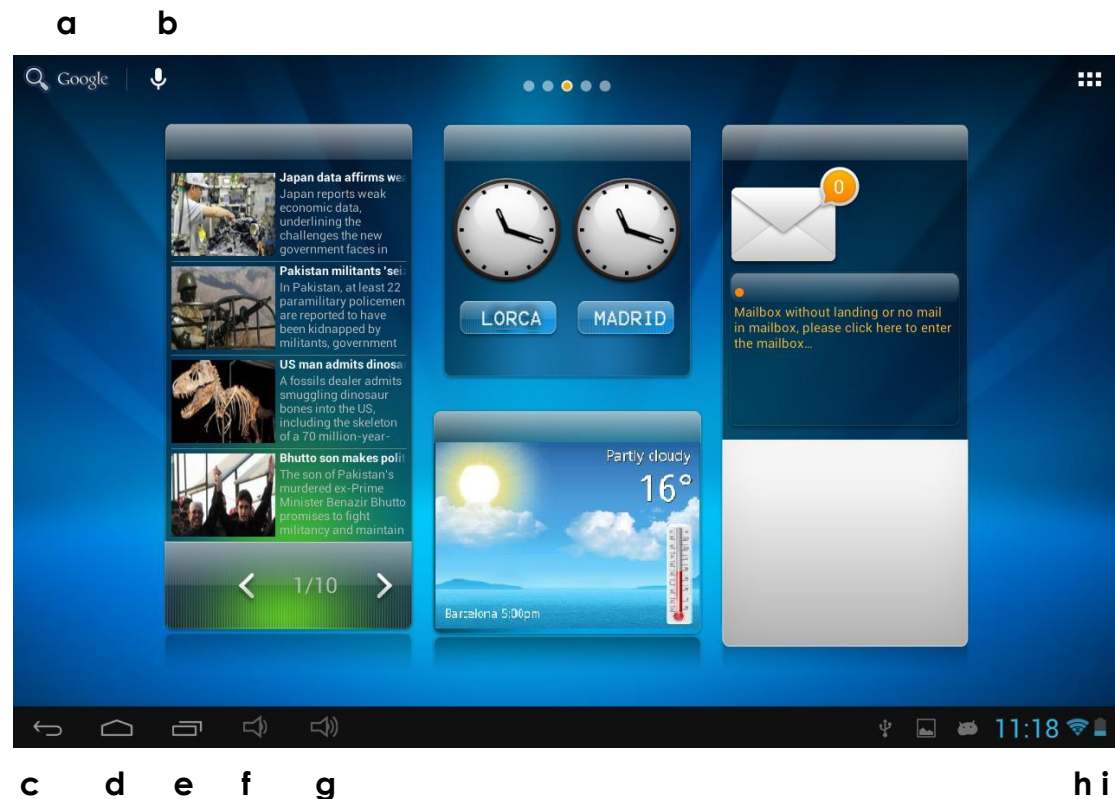 a b
Google
Japan data affirms wea
Japan reports weak
economic data,
underlining the
challenges the new
government faces in
Pakistan militants 'seiz
In Pakistan, at least 22
paramilitary policemen
are reported to have
been kidnapped by
militants, government
US man admits dinosa
A fossils dealer admits
smuggling dinosaur
bones into the US,
including the skeleton
of a 70 million-year-
Bhutto son makes polit
The son of Pakistan's
murdered ex-Prime
Minister Benazir Bhutto
promises to fight
militancy and maintain
1/10
LORCA
MADRID
Partly cloudy
16°
Barcelona 5:00pm
0
Mailbox without landing or no mail
in mailbox, please click here to enter
the mailbox...
11:18
c d e f g h i